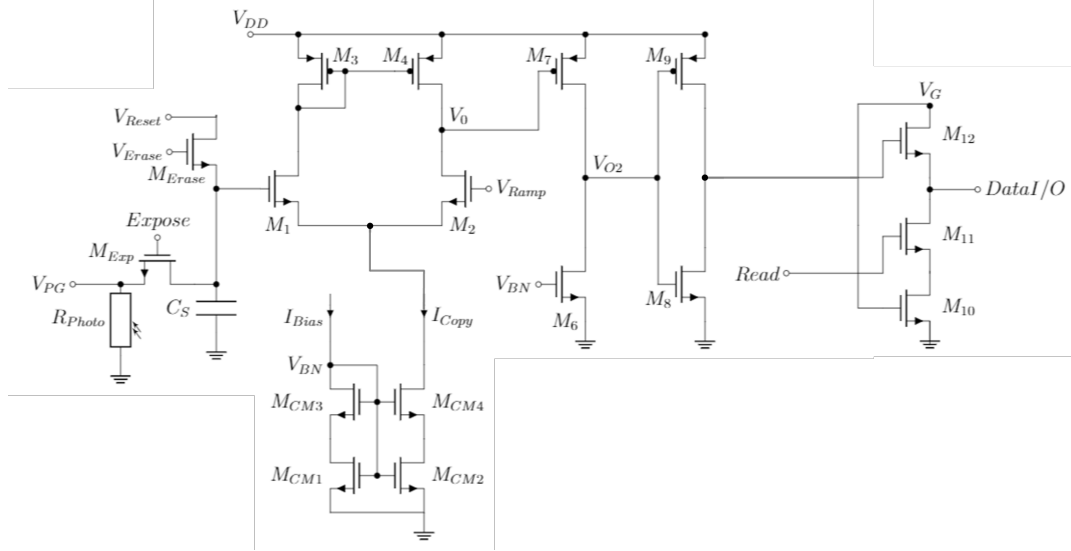 V_DD
M_3
M_4
M_7
M_9
V_G
V_Reset
V_0
M_12
V_Erase
M_Erase
V_O2
V_Ramp
DataI/O
Expose
M_1
M_2
M_11
M_Exp
Read
V_PG
V_BN
C_S
M_8
M_10
R_Photo
I_Bias
I_Copy
M_6
V_BN
M_CM3
M_CM4
M_CM1
M_CM2